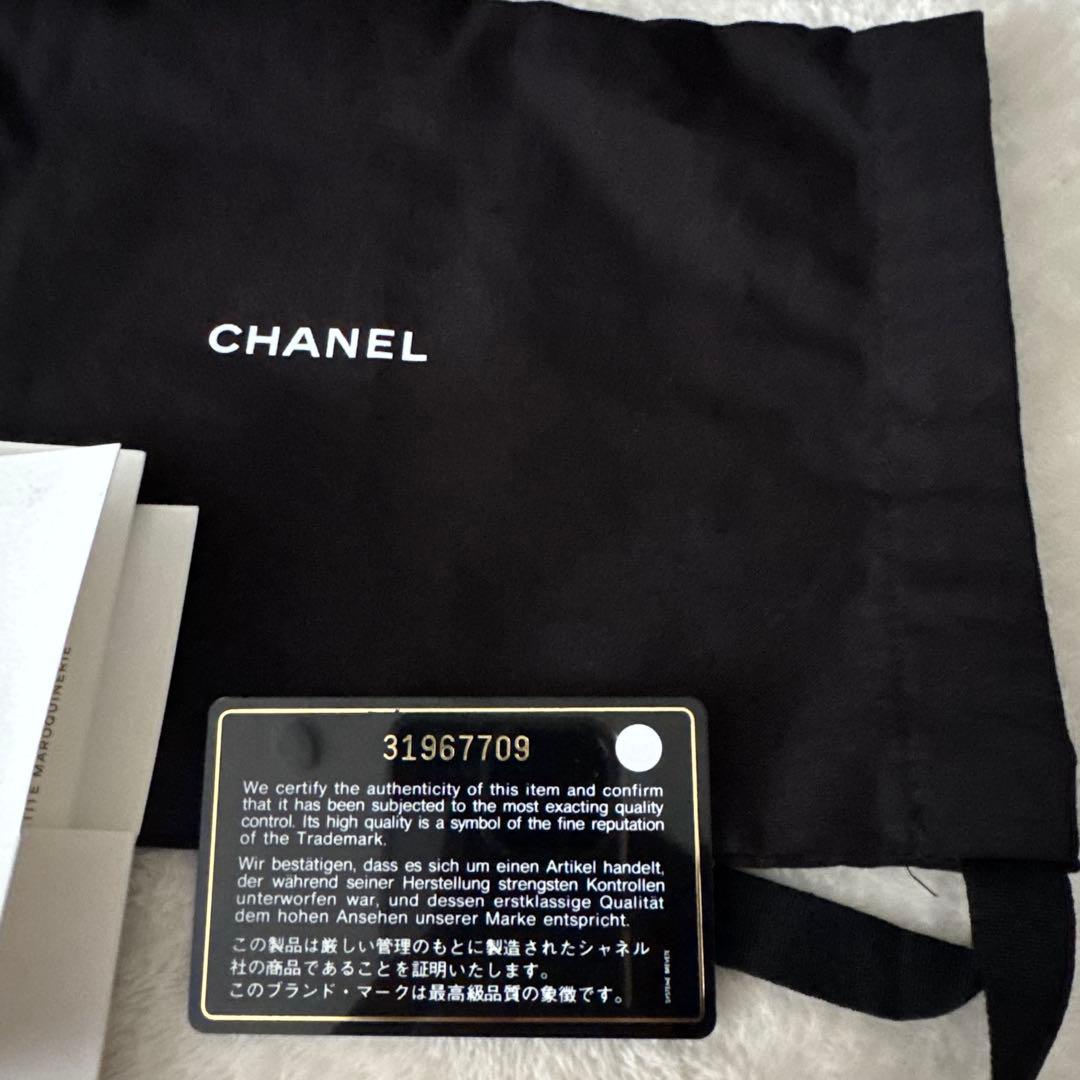 CHANEL
TITE MAROQUINERIE
31967709
We certify the authenticity of this item and confirm
that it has been subjected to the most exacting quality
control. Its high quality is a symbol of the fine reputation
of the Trademark.
Wir bestätigen, dass es sich um einen Artikel handelt,
der während seiner Herstellung strengsten Kontrollen
unterworfen war, und dessen erstklassige Qualität
dem hohen Ansehen unserer Marke entspricht.
この製品は厳しい管理のもとに製造されたシャネル
社の商品であることを証明いたします。
このブランド・マークは最高級品質の象徴です。
SYSTEME BREVETE